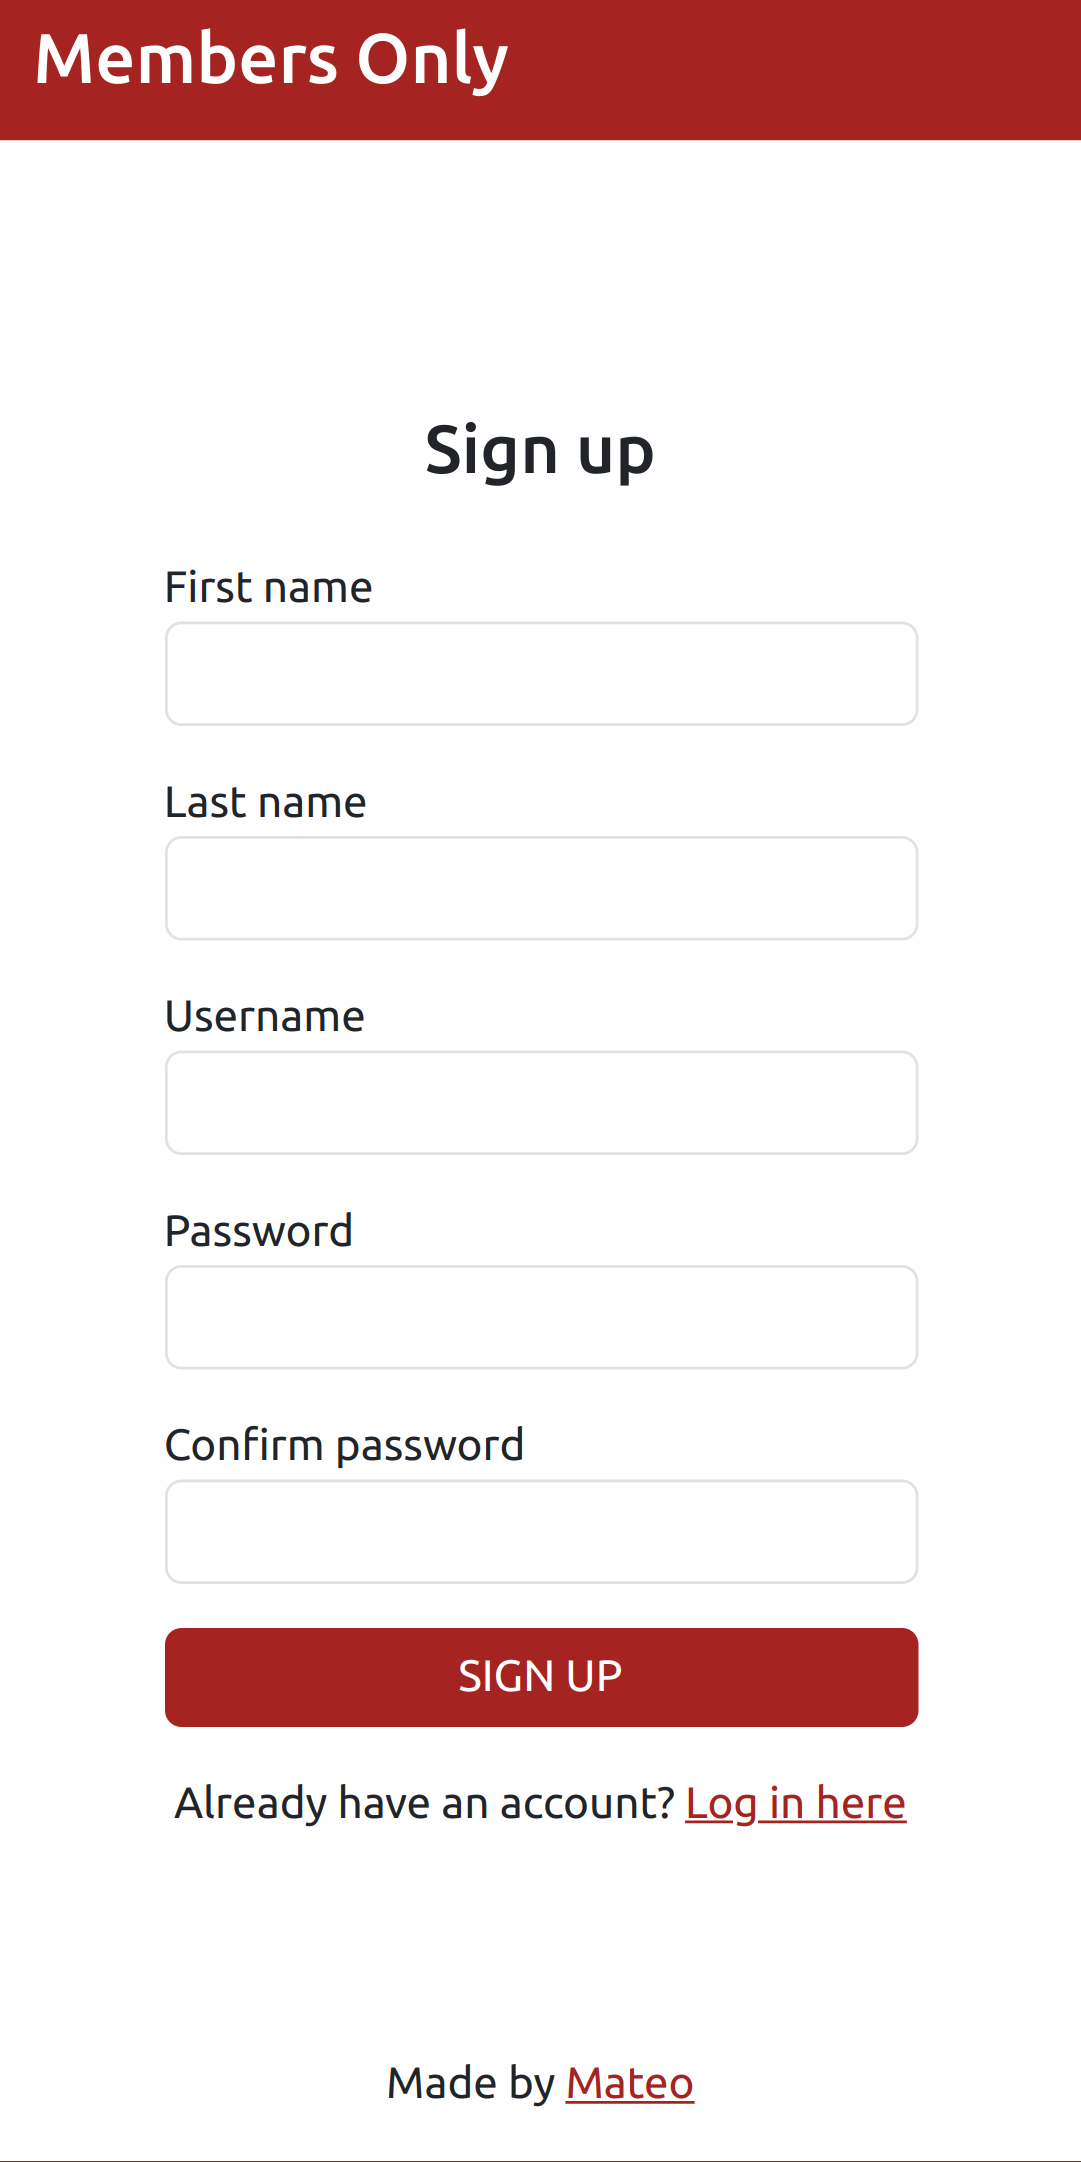 Members Only
Sign up
First name
Last name
Username
Password
Confirm password
SIGN UP
Already have an account? Log in here
Made by Mateo